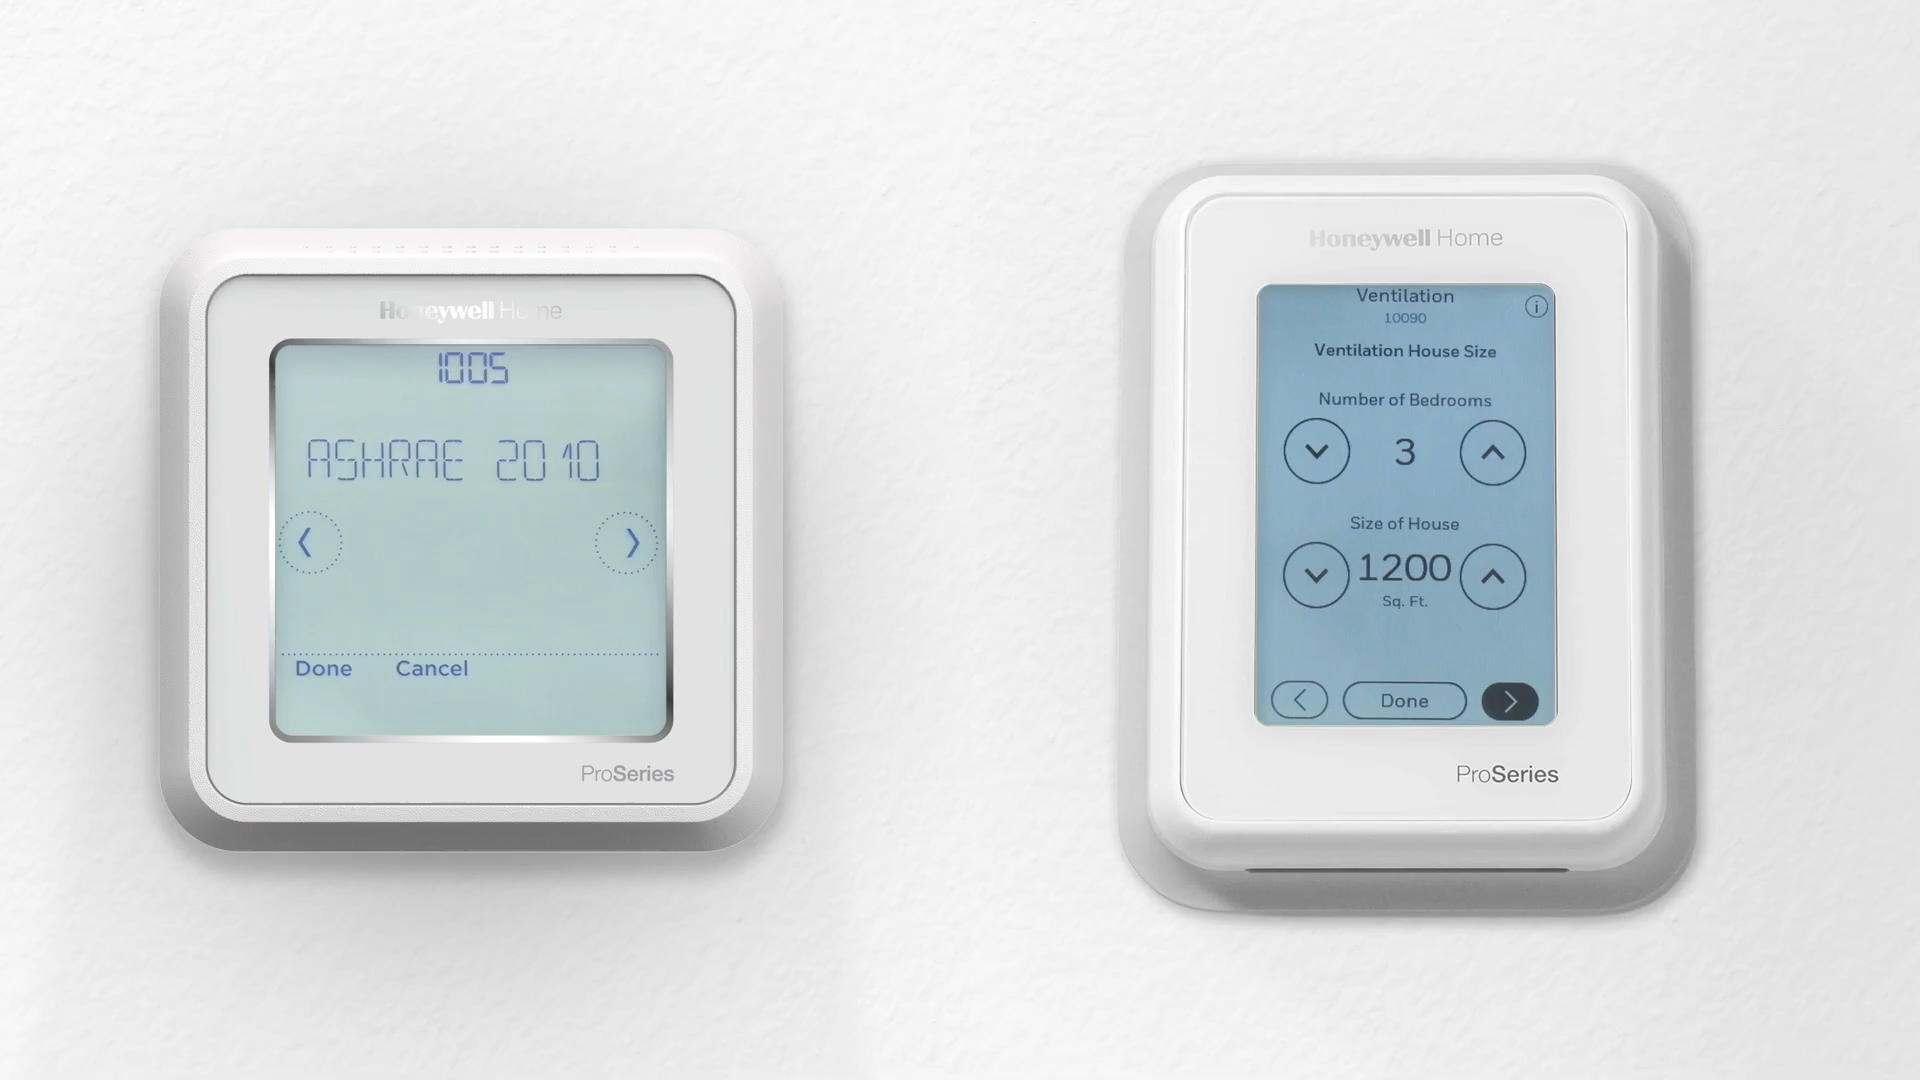 Honeywell Home
1005
ASHRAE 2010
Done Cancel
ProSeries
Honeywell Home
Ventilation
10090
Ventilation House Size
Number of Bedrooms
3
Size of House
1200
Sq. Ft.
Done
ProSeries